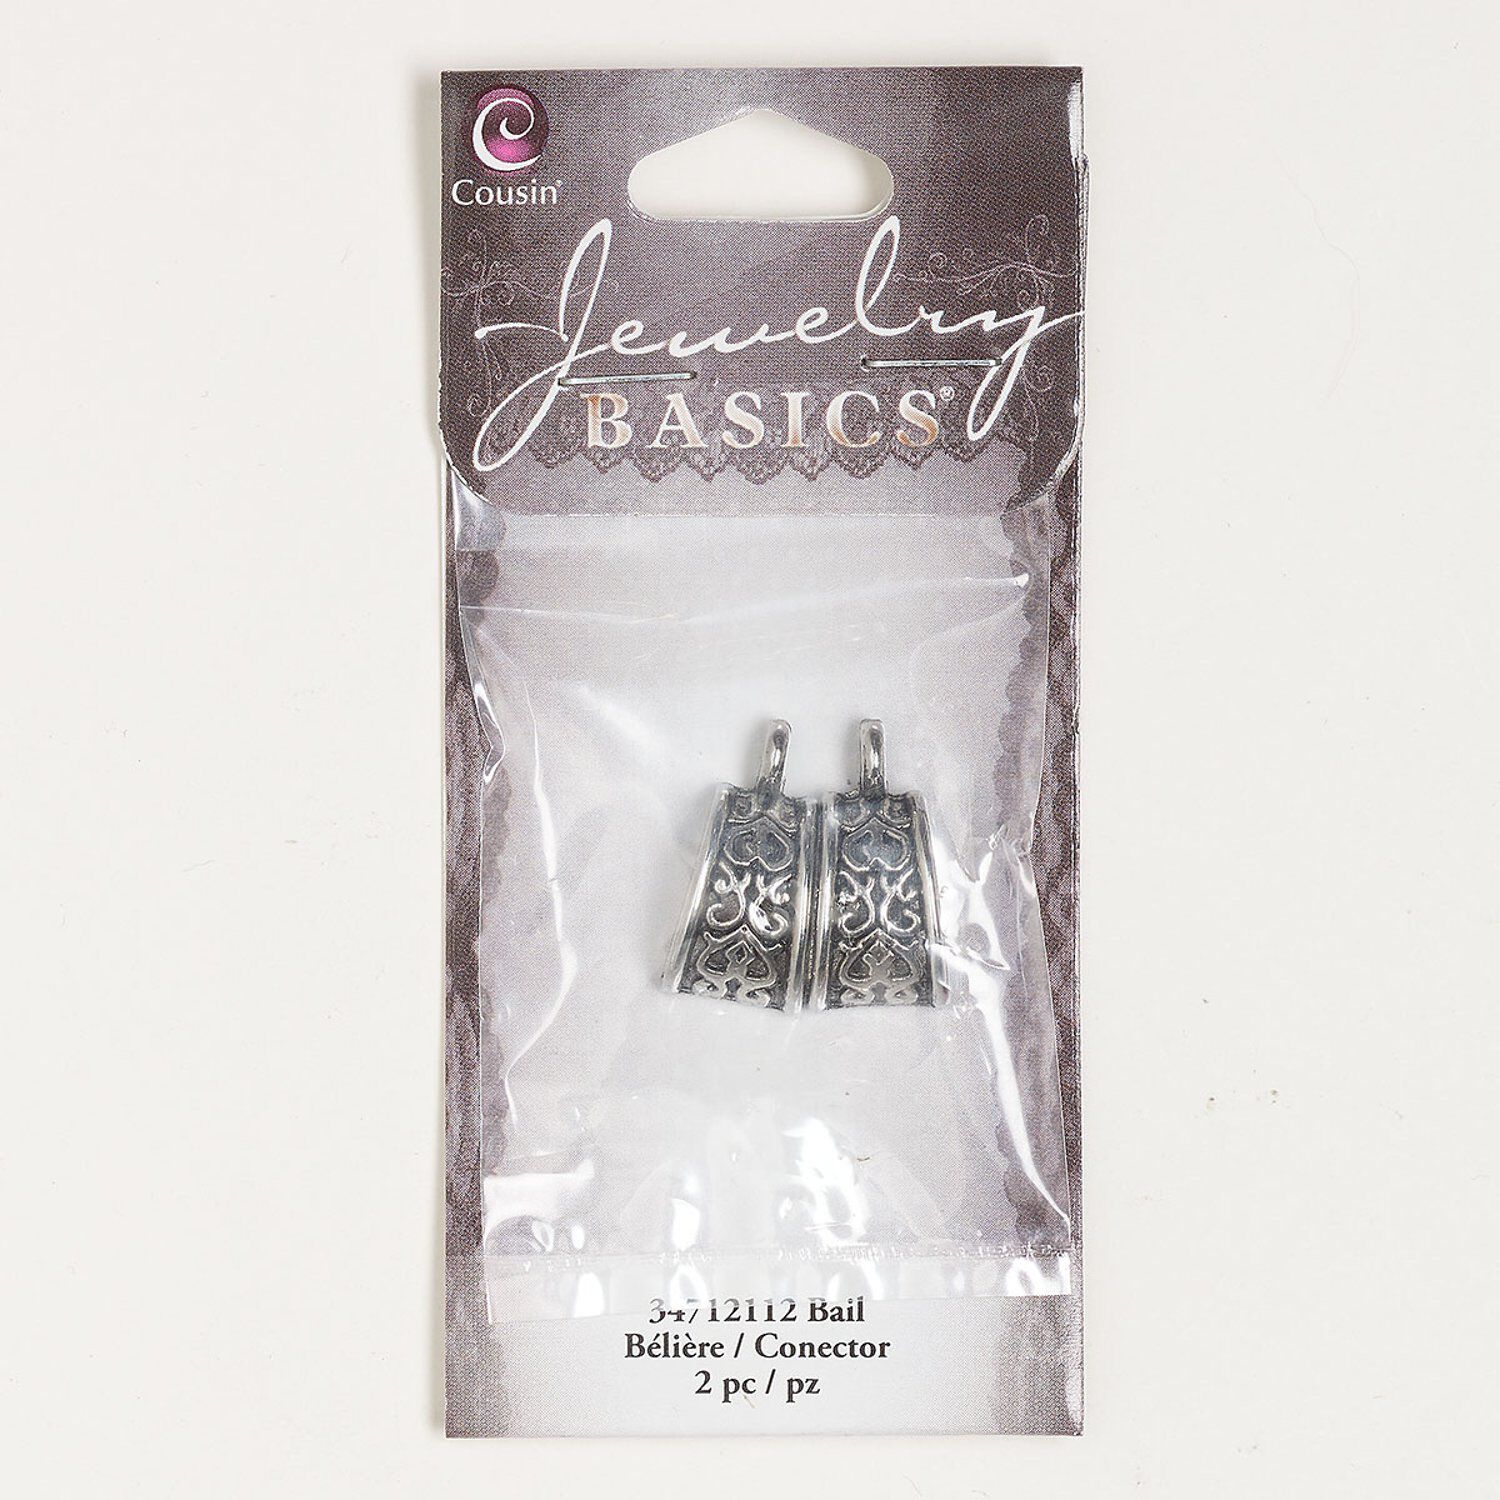 Cousin®
Jewelry
BASICS®
34712112 Bail
Bélière / Conector
2 pc / pz